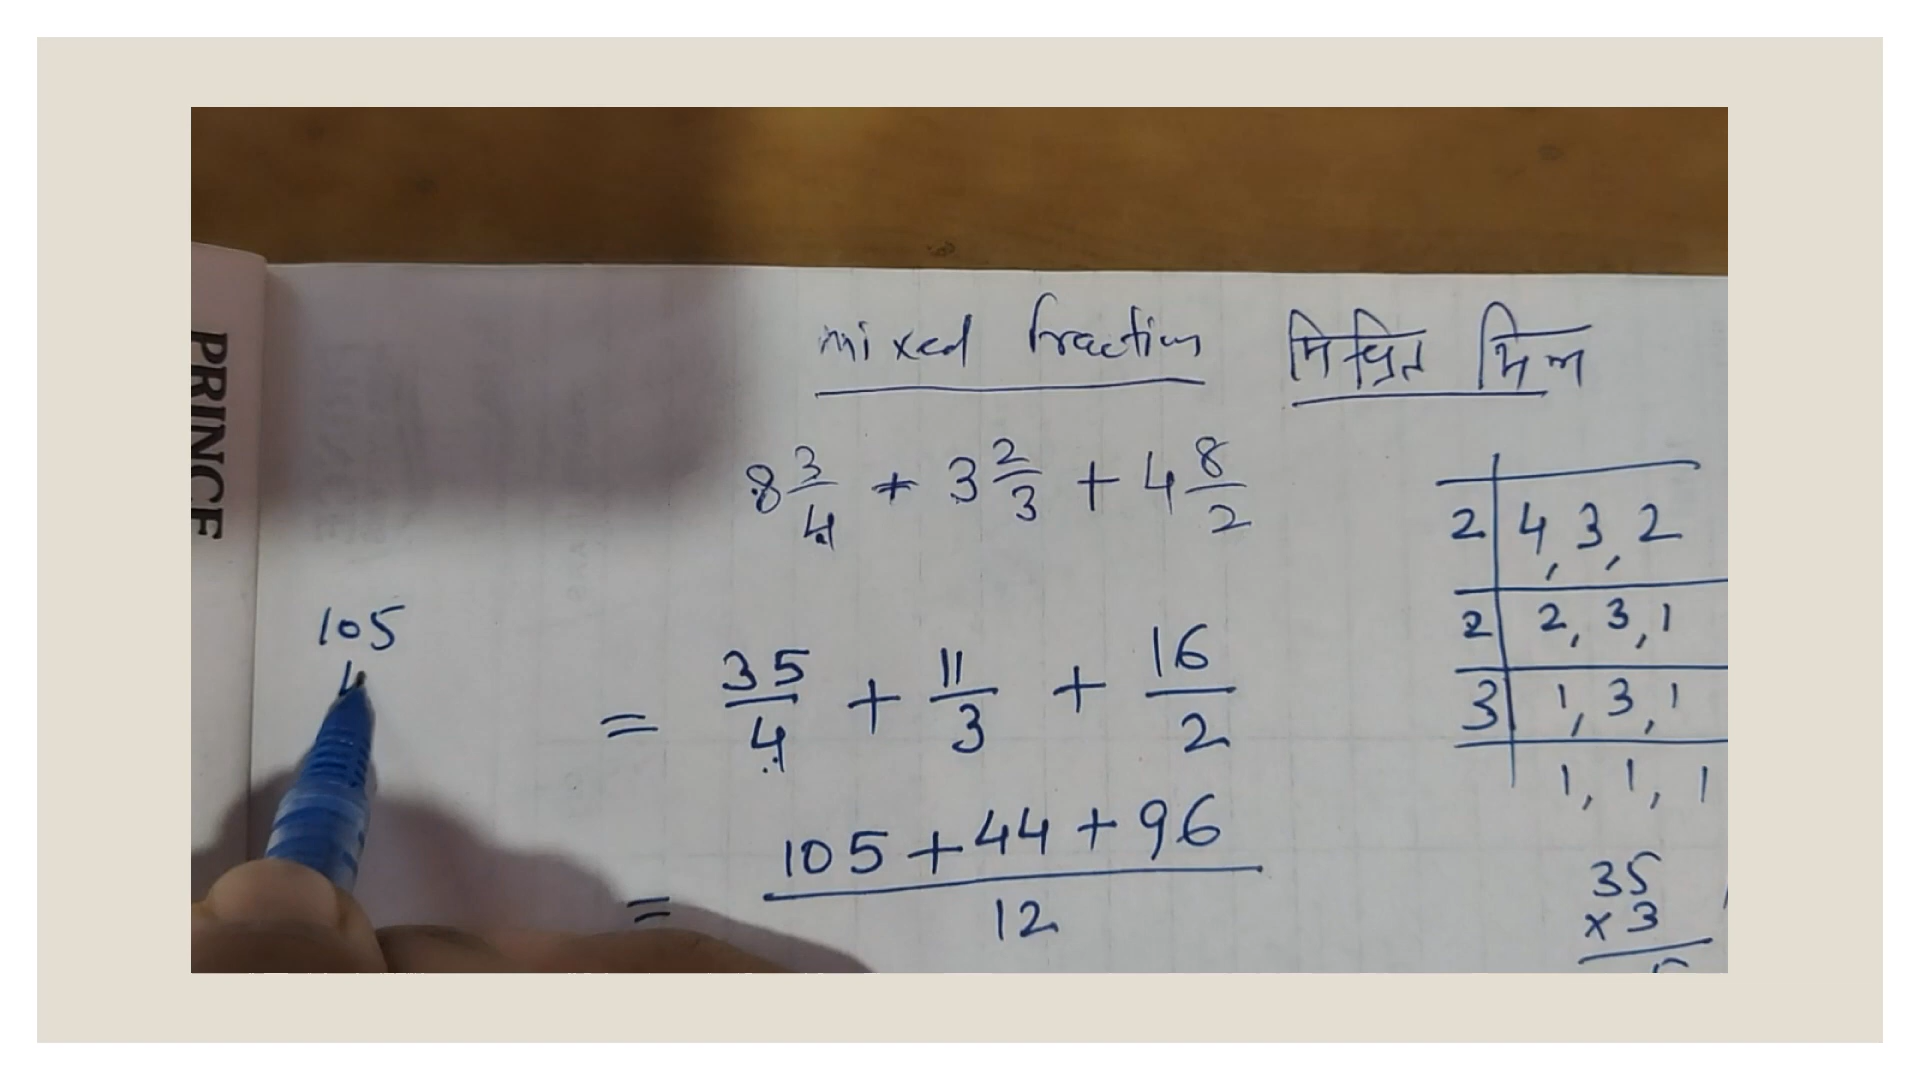 PRINCE
mixed fraction मिश्रित भिन्न
8 3/4 + 3 2/3 + 4 8/2
= 35/4 + 11/3 + 16/2
= 105 + 44 + 96 / 12
105
2 | 4, 3, 2
2 | 2, 3, 1
3 | 1, 3, 1
1, 1, 1
35
x 3